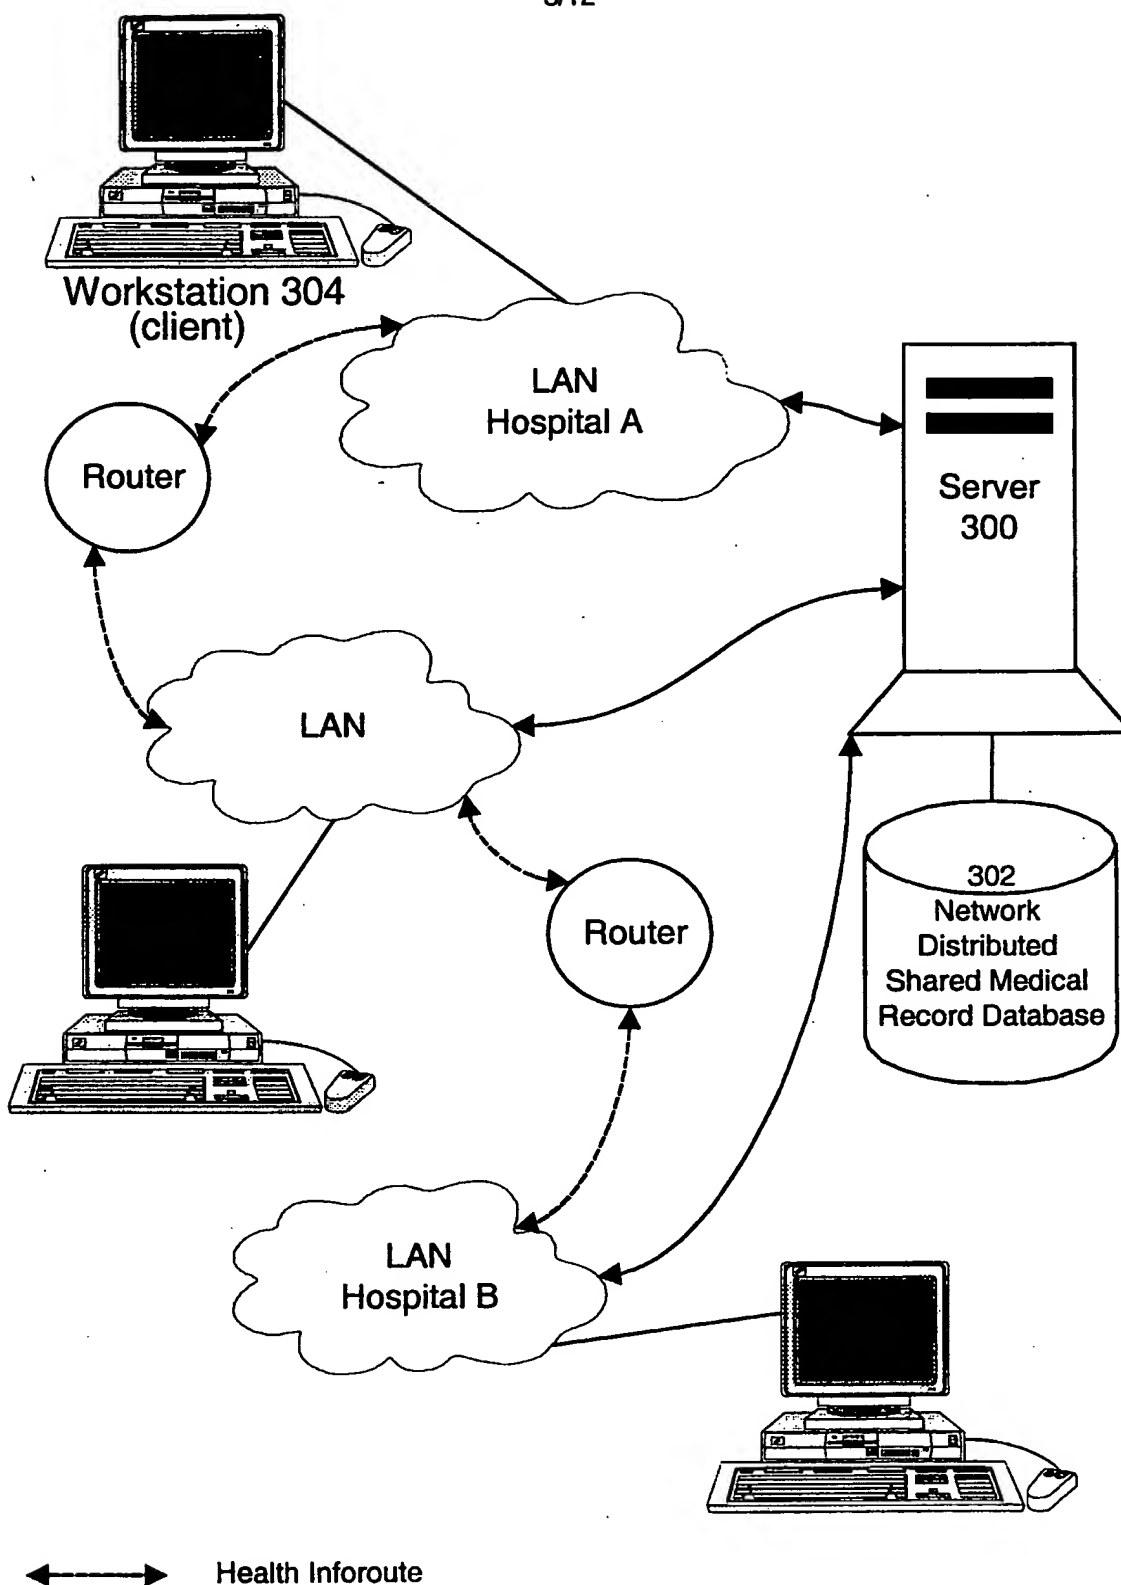 Workstation 304
(client)
LAN
Hospital A
Router
Server
300
LAN
302
Network
Distributed
Shared Medical
Record Database
Router
LAN
Hospital B
Health Inforoute